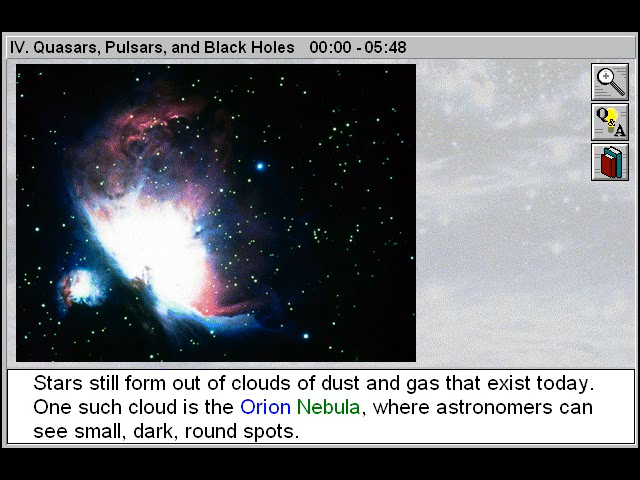 IV. Quasars, Pulsars, and Black Holes 00:00 - 05:48
Q
&
A
Stars still form out of clouds of dust and gas that exist today.
One such cloud is the Orion Nebula, where astronomers can
see small, dark, round spots.